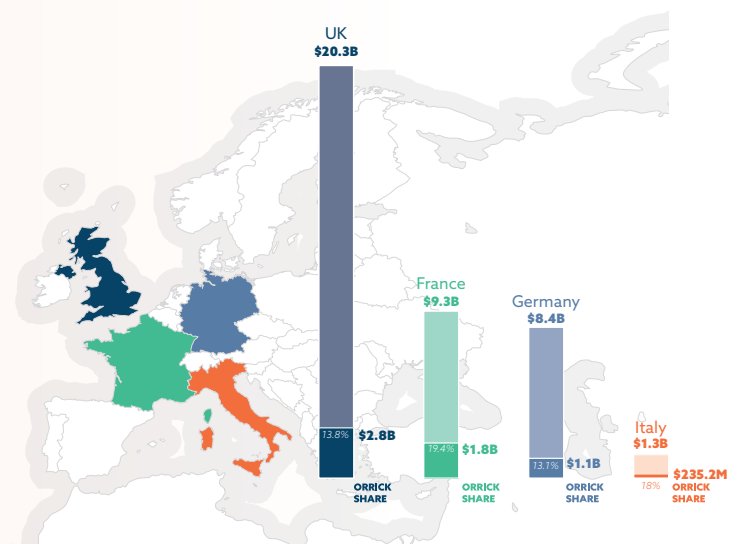 UK
$20.3B
13.8%
$2.8B
ORRICK
SHARE
France
$9.3B
19.4%
$1.8B
ORRICK
SHARE
Germany
$8.4B
13.1%
$1.1B
ORRICK
SHARE
Italy
$1.3B
$235.2M
18%
ORRICK
SHARE